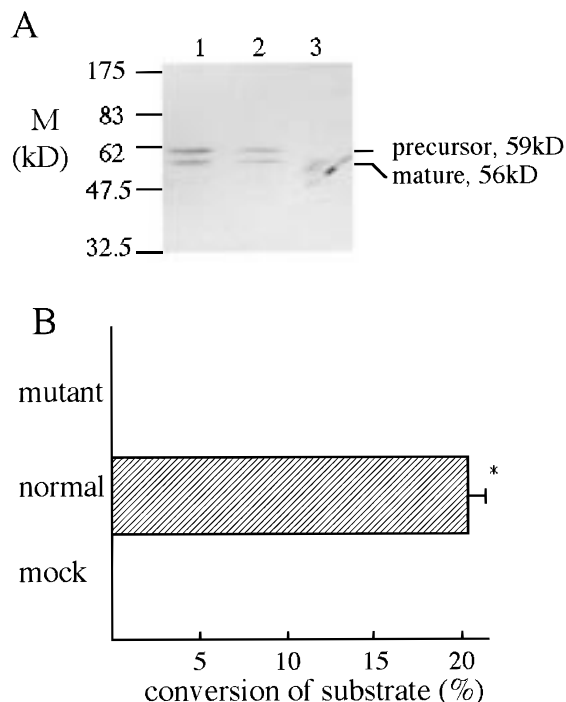 A
1 2 3
175
83
M
(kD)
62
47.5
32.5
precursor, 59kD
mature, 56kD
B
mutant
normal
*
mock
5 10 15 20
conversion of substrate (%)